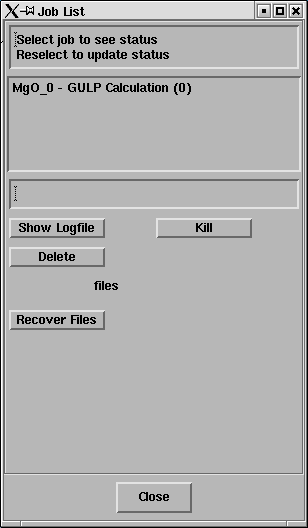 Job List
Select job to see status
Reselect to update status
MgO_0 - GULP Calculation (0)
Show Logfile
Kill
Delete
files
Recover Files
Close